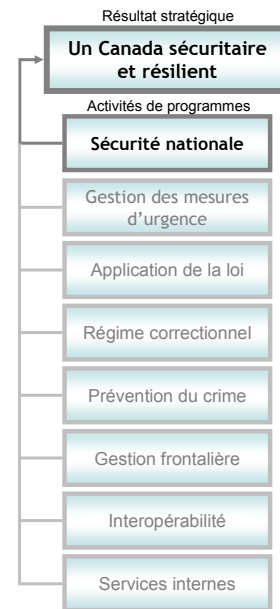 Résultat stratégique
Un Canada sécuritaire
et résilient
Activités de programmes
Sécurité nationale
Gestion des mesures
d’urgence
Application de la loi
Régime correctionnel
Prévention du crime
Gestion frontalière
Interopérabilité
Services internes